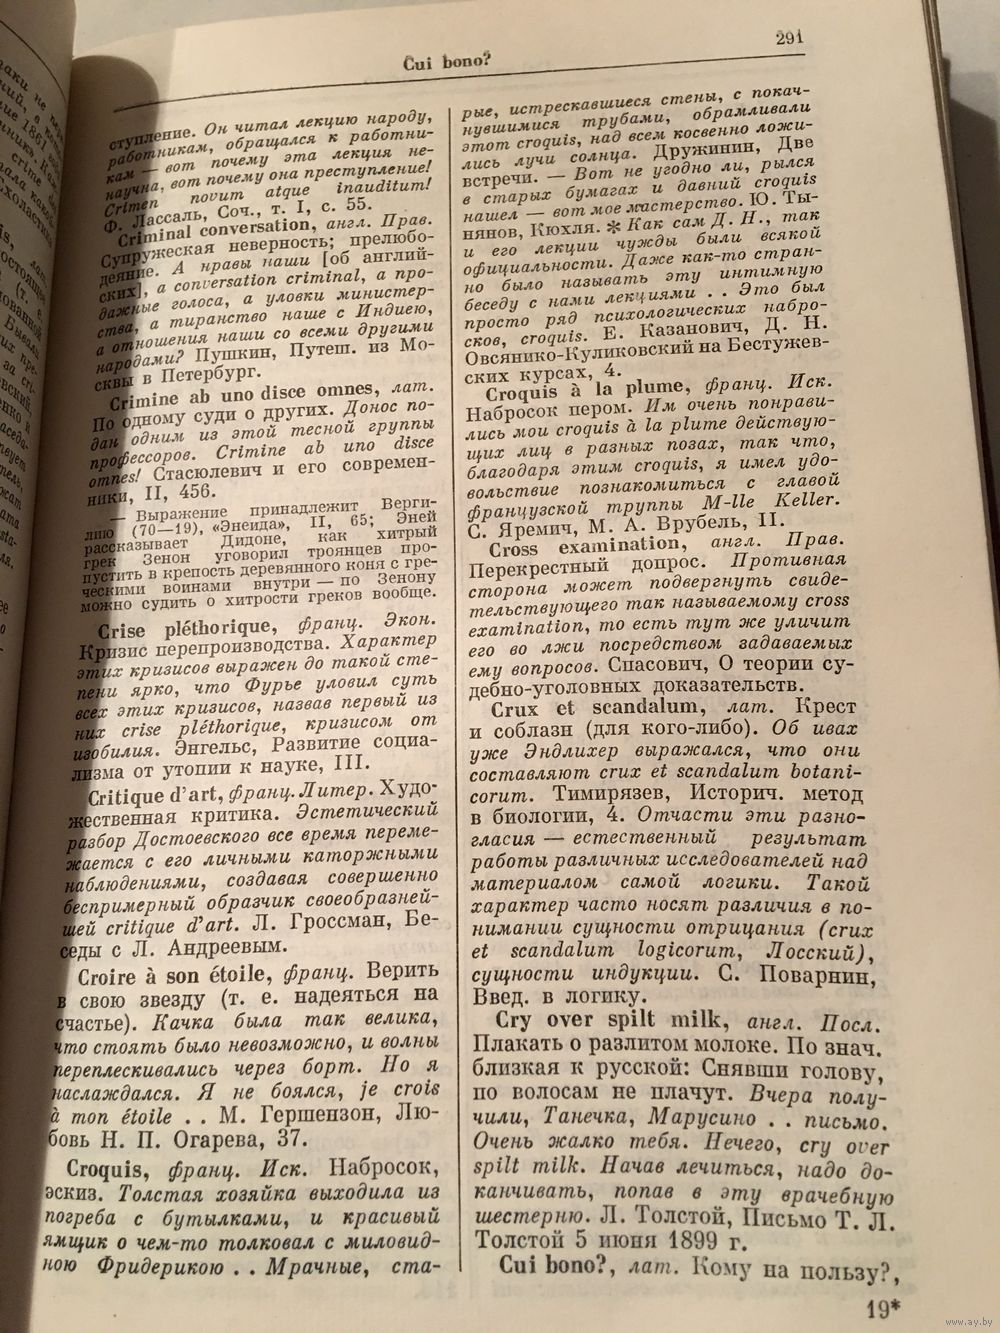 Cui bono?
291
ступление. Он читал лекцию народу,
работникам, обращался к работни-
кам — вот почему эта лекция не-
научна, вот почему она преступление!
Crimen novum atque inauditum!
Ф. Лассаль, Соч., т. I, с. 55.
Criminal conversation, англ. Прав.
Супружеская неверность; прелюбо-
деяние. А нравы наши [об англий-
ских], a conversation criminal, а про-
дажные голоса, а уловки министер-
ства, а тиранство наше с Индиею,
а отношения наши со всеми другими
народами? Пушкин, Путеш. из Мо-
сквы в Петербург.
Crimine ab uno disce omnes, лат.
По одному суди о других. Донос по-
дан одним из этой тесной группы
профессоров. Crimine ab uno disce
omnes! Стасюлевич и его современ-
ники, II, 456.
— Выражение принадлежит Верги-
лию (70—19), «Энеида», II, 65; Эней
рассказывает Дидоне, как хитрый
грек Зенон уговорил троянцев про-
пустить в крепость деревянного коня с гре-
ческими воинами внутри — по Зенону
можно судить о хитрости греков вообще.
Crise pléthorique, франц. Экон.
Кризис перепроизводства. Характер
этих кризисов выражен до такой сте-
пени ярко, что Фурье уловил суть
всех этих кризисов, назвав первый из
них crise pléthorique, кризисом от
изобилия. Энгельс, Развитие социа-
лизма от утопии к науке, III.
Critique d'art, франц. Литер. Худо-
жественная критика. Эстетический
разбор Достоевского все время переме-
жается с его личными каторжными
наблюдениями, создавая совершенно
беспримерный образчик своеобразней-
шей critique d'art. Л. Гроссман, Бе-
седы с Л. Андреевым.
Croire à son étoile, франц. Верить
в свою звезду (т. е. надеяться на
счастье). Качка была так велика,
что стоять было невозможно, и волны
переплескивались через борт. Но я
наслаждался. Я не боялся, je crois
à mon étoile . . М. Гершензон, Лю-
бовь Н. П. Огарева, 37.
Croquis, франц. Иск. Набросок,
эскиз. Толстая хозяйка выходила из
погреба с бутылками, и красивый
ямщик о чем-то толковал с миловид-
ною Фридерикою . . Мрачные, ста-
рые, истрескавшиеся стены, с покач-
нувшимися трубами, обрамливали
этот croquis, над всем косвенно ложи-
лись лучи солнца. Дружинин, Две
встречи. — Вот не угодно ли, рылся
в старых бумагах и давний croquis
нашел — вот мое мастерство. Ю. Ты-
нянов, Кюхля. ✻ Как сам Д. Н., так
и его лекции чужды были всякой
официальности. Даже как-то стран-
но было называть эту интимную
беседу с нами лекциями . . Это был
просто ряд психологических набро-
сков, croquis. Е. Казанович, Д. Н.
Овсянико-Куликовский на Бестужев-
ских курсах, 4.
Croquis à la plume, франц. Иск.
Набросок пером. Им очень понрави-
лись мои croquis à la plume действую-
щих лиц в разных позах, так что,
благодаря этим croquis, я имел удо-
вольствие познакомиться с главой
французской труппы M-lle Keller.
С. Яремич, М. А. Врубель, II.
Cross examination, англ. Прав.
Перекрестный допрос. Противная
сторона может подвергнуть свиде-
тельствующего так называемому cross
examination, то есть тут же уличит
его во лжи посредством задаваемых
ему вопросов. Спасович, О теории су-
дебно-уголовных доказательств.
Crux et scandalum, лат. Крест
и соблазн (для кого-либо). Об ивах
уже Эндлихер выражался, что они
составляют crux et scandalum botani-
corum. Тимирязев, Историч. метод
в биологии, 4. Отчасти эти разно-
гласия — естественный результат
работы различных исследователей над
материалом самой логики. Такой
характер часто носят различия в по-
нимании сущности отрицания (crux
et scandalum logicorum, Лосский),
сущности индукции. С. Поварнин,
Введ. в логику.
Cry over spilt milk, англ. Посл.
Плакать о разлитом молоке. По знач.
близкая к русской: Снявши голову,
по волосам не плачут. Вчера полу-
чили, Танечка, Марусино . . письмо.
Очень жалко тебя. Нечего, cry over
spilt milk. Начав лечиться, надо до-
канчивать, попав в эту врачебную
шестерню. Л. Толстой, Письмо Т. Л.
Толстой 5 июня 1899 г.
Cui bono?, лат. Кому на пользу?,
19*
www.ay.by